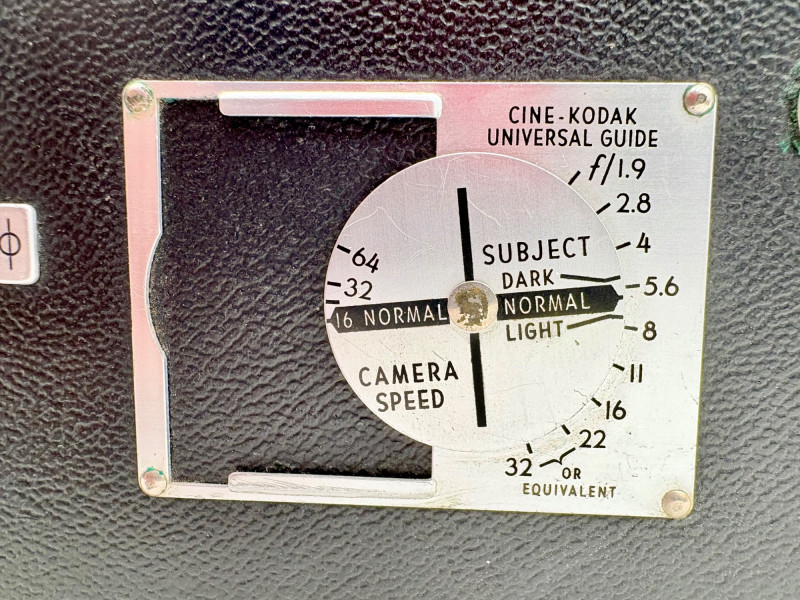 CINE-KODAK
UNIVERSAL GUIDE
f/1.9
2.8
4
5.6
8
11
16
22
32
OR
EQUIVALENT
SUBJECT
DARK
NORMAL
LIGHT
64
32
16 NORMAL
CAMERA
SPEED